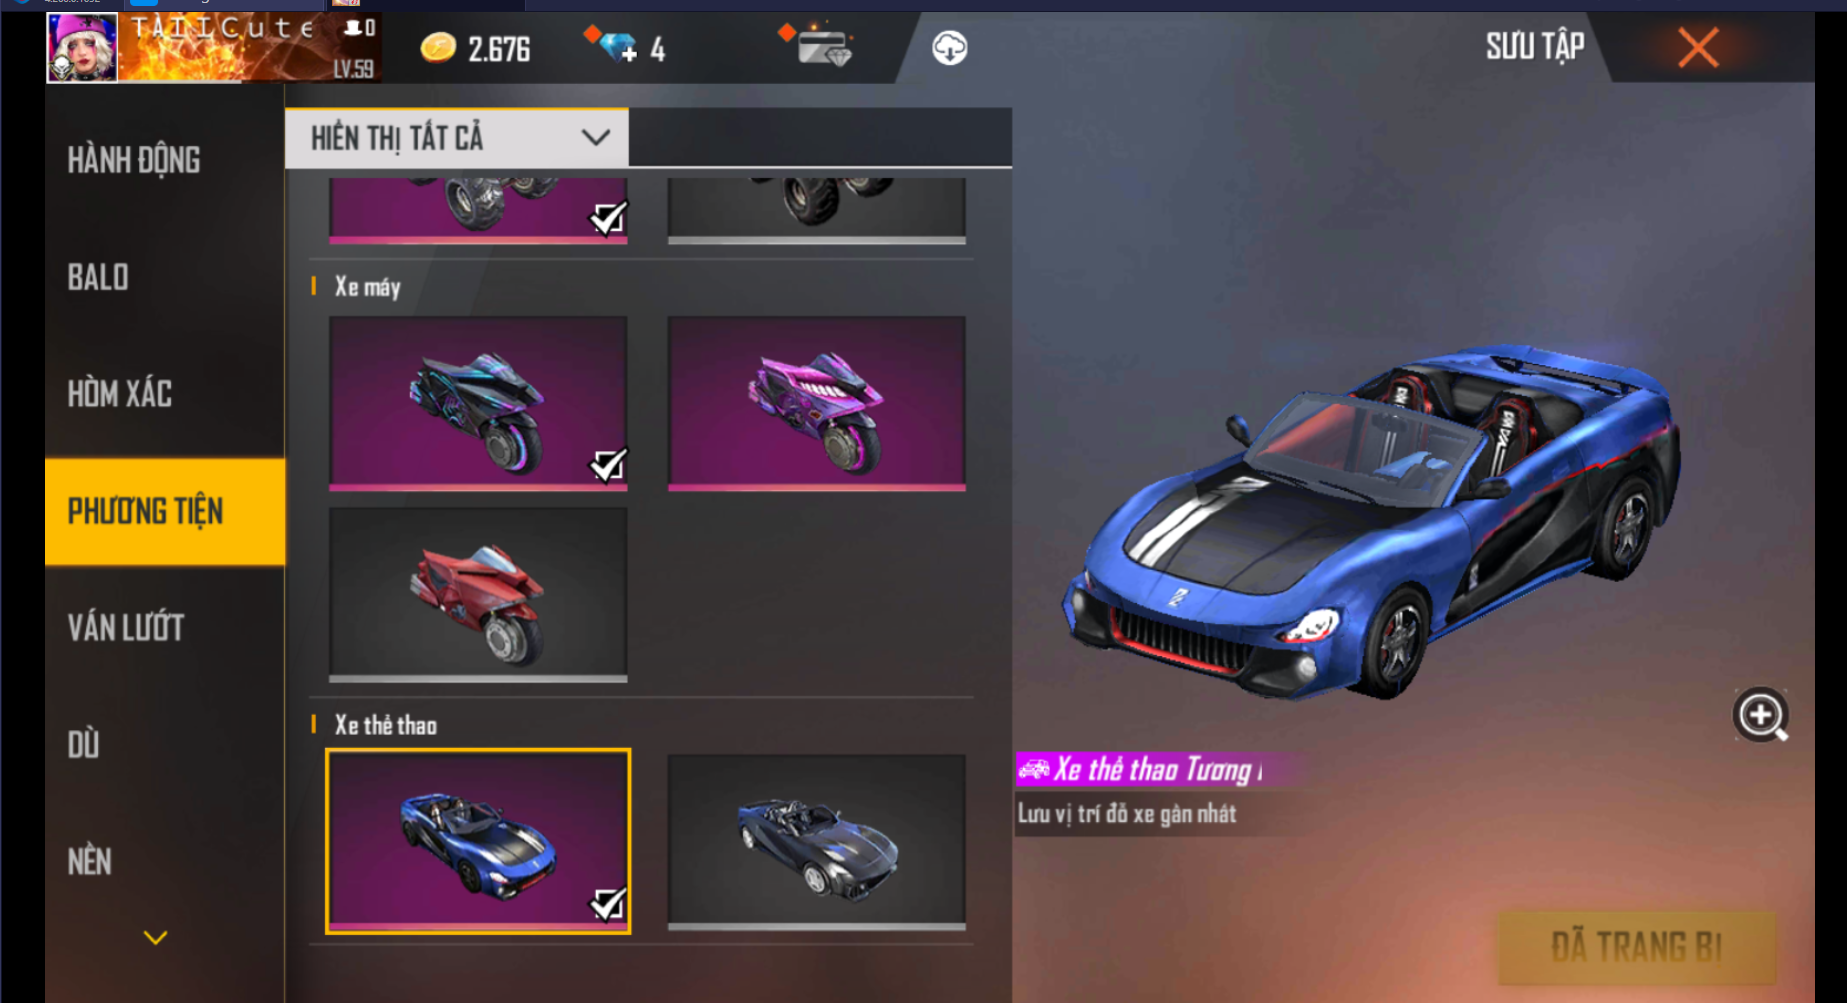 TÀIICute
0
LV.59
2.676
4
SƯU TẬP
HIỂN THỊ TẤT CẢ
HÀNH ĐỘNG
BALO
HÒM XÁC
PHƯƠNG TIỆN
VÁN LƯỚT
DÙ
NỀN
Xe máy
Xe thể thao
Xe thể thao Tương
Lưu vị trí đỗ xe gần nhất
ĐÃ TRANG BỊ